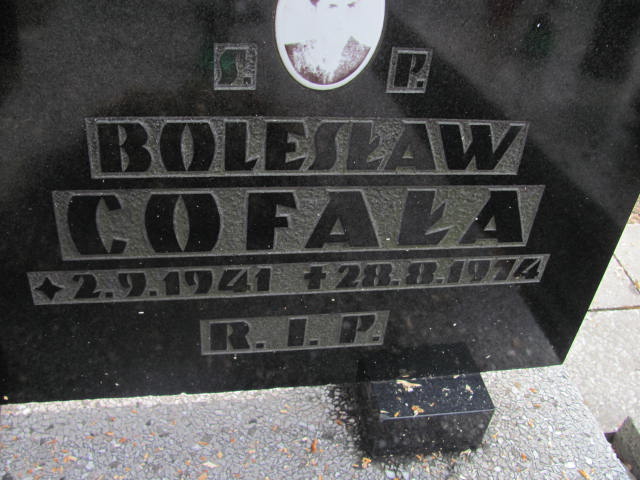 Ś. P.
BOLESŁAW
COFAŁA
✦ 2.9.1941 ✝ 28.8.1974
R. I. P.